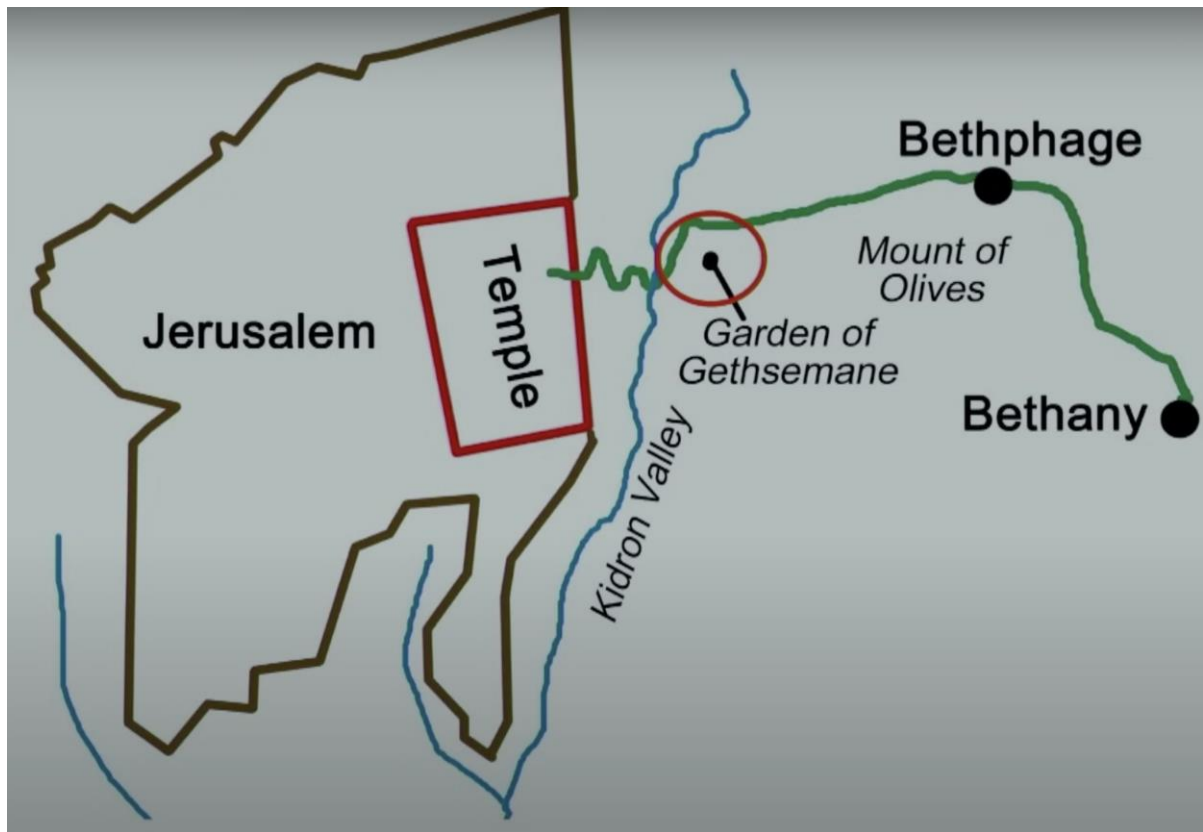 Bethphage
Mount of
Olives
Temple
Jerusalem
Garden of
Gethsemane
Bethany
Kidron Valley